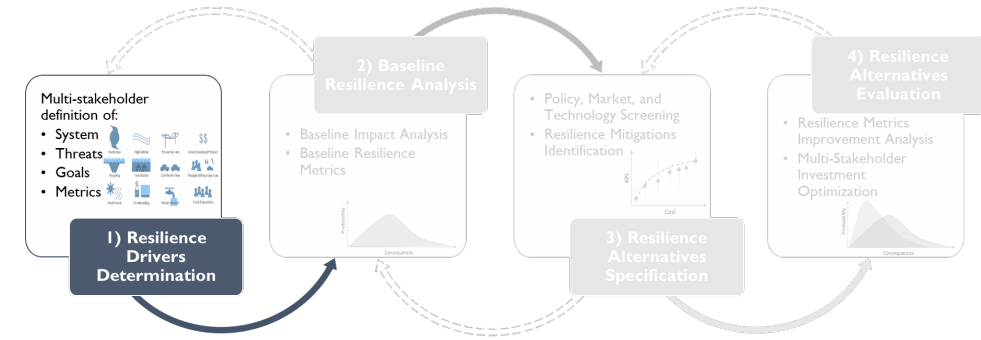 Multi-stakeholder
definition of:
• System
• Threats
• Goals
• Metrics
1) Resilience
Drivers
Determination
2) Baseline
Resilience Analysis
• Baseline Impact Analysis
• Baseline Resilience
Metrics
Probability
Consequences
• Policy, Market, and
Technology Screening
• Resilience Mitigations
Identification
KPI
Cost
3) Resilience
Alternatives
Specification
4) Resilience
Alternatives
Evaluation
• Resilience Metrics
Improvement Analysis
• Multi-Stakeholder
Investment
Optimization
Probability
Consequences
$$